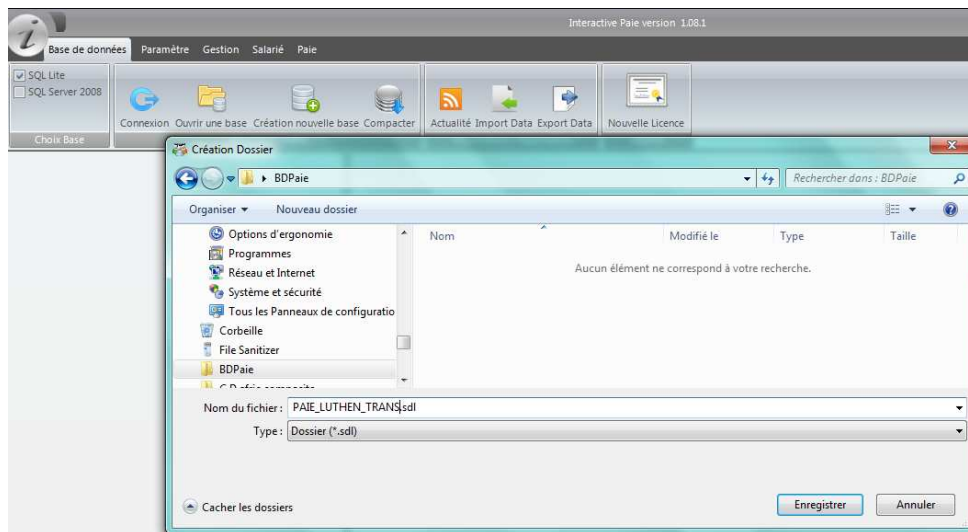 Interactive Paie version 1.08.1
Base de données Paramètre Gestion Salarié Paie
SQL Lite
SQL Server 2008
Connexion Ouvrir une base Création nouvelle base Compacter Actualité Import Data Export Data Nouvelle Licence
Choix Base
Création Dossier
BDPaie Rechercher dans : BDPaie
Organiser Nouveau dossier
Nom Modifié le Type Taille
Aucun élément ne correspond à votre recherche.
Options d'ergonomie
Programmes
Réseau et Internet
Système et sécurité
Tous les Panneaux de configuratio
Corbeille
File Sanitizer
BDPaie
Nom du fichier : PAIE_LUTHEN_TRANS.sdl
Type : Dossier (*.sdl)
Cacher les dossiers Enregistrer Annuler